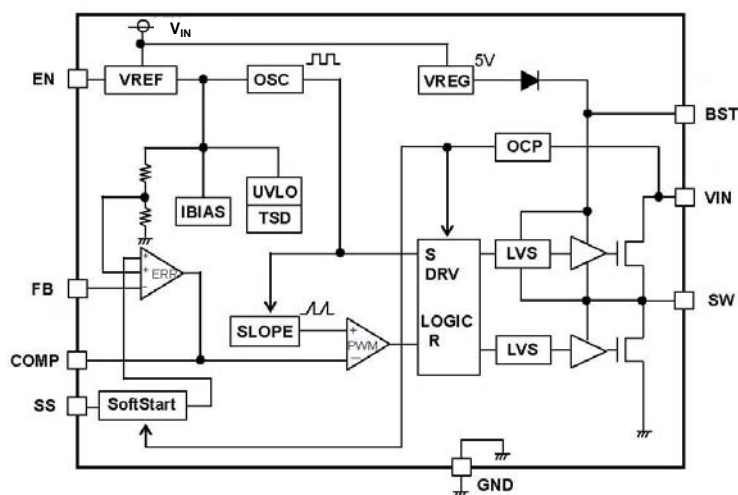 VIN
5V
EN
VREF
OSC
VREG
BST
OCP
UVLO
VIN
IBIAS
TSD
S
LVS
DRV
+
+
ERR
-
FB
SW
SLOPE
+
LOGIC
PWM
R
LVS
COMP
-
SS
SoftStart
GND